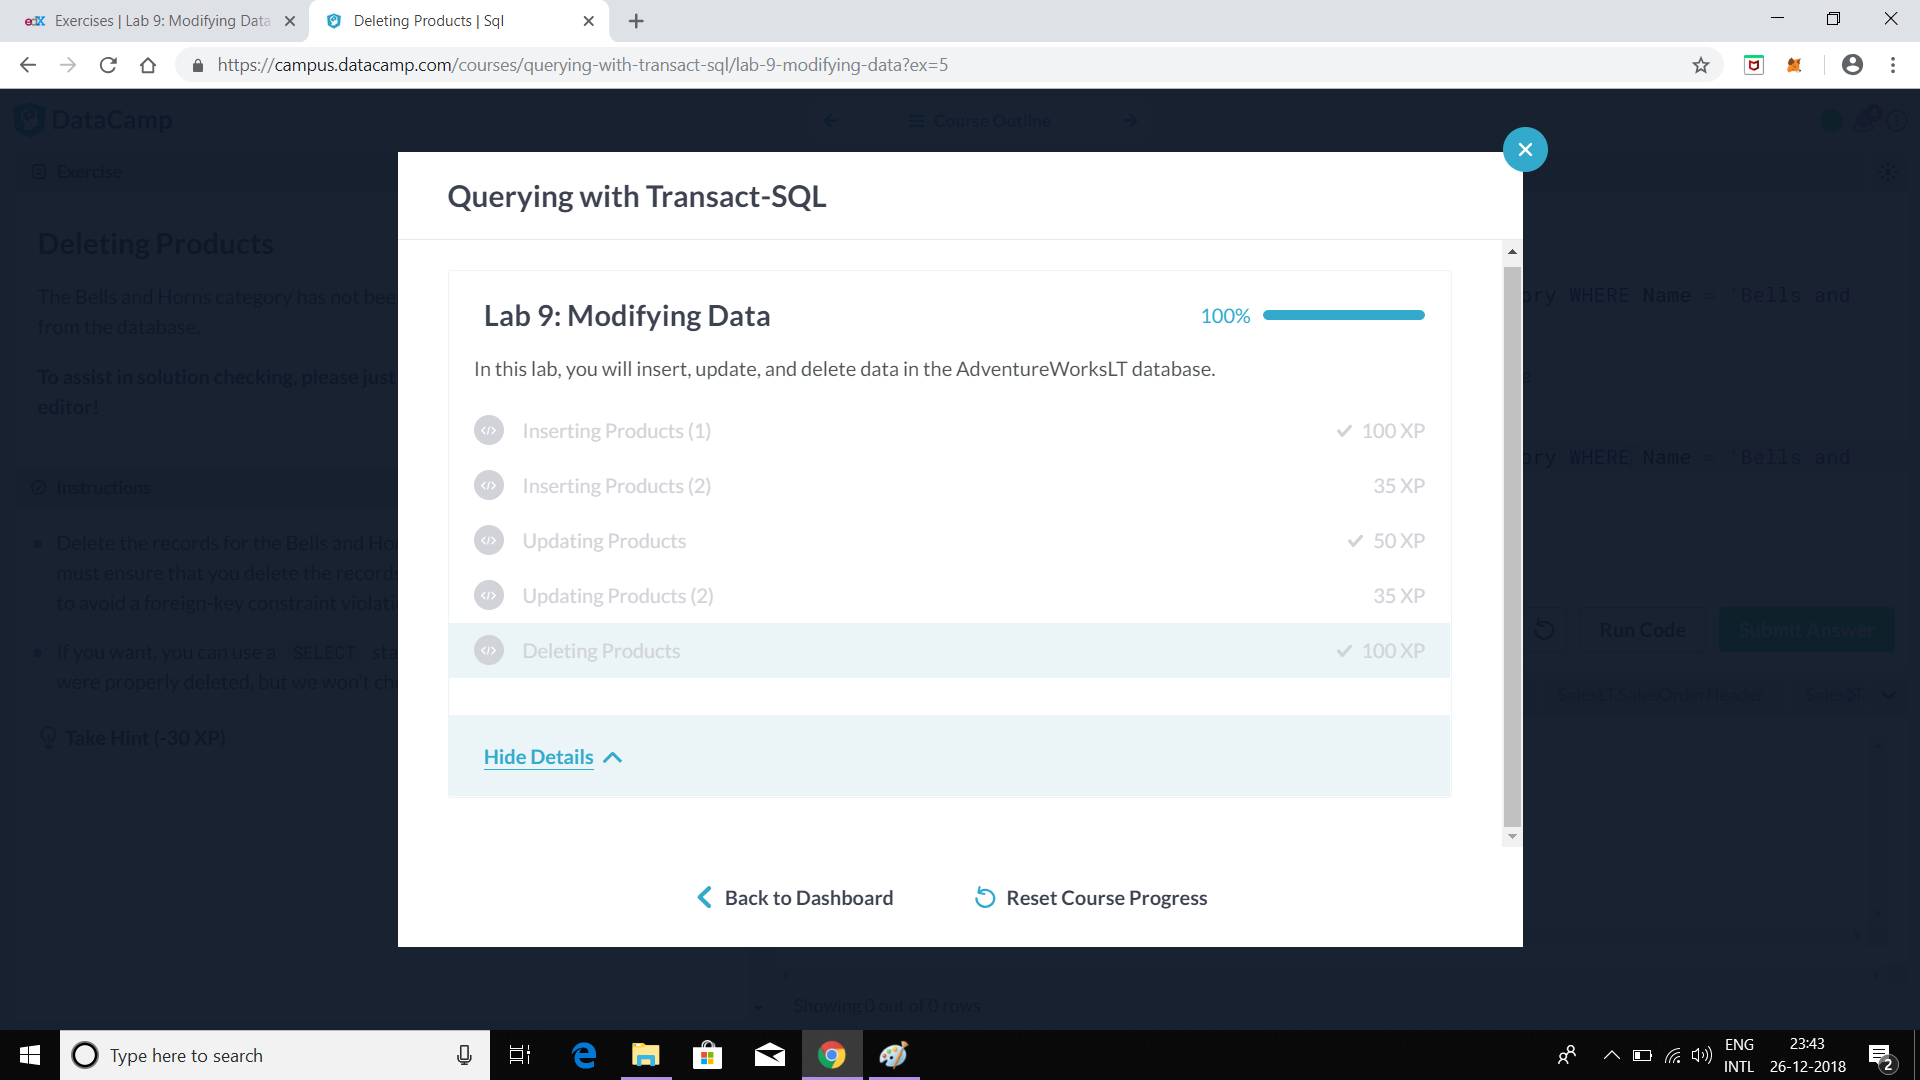 Exercises | Lab 9: Modifying Data
Deleting Products | Sql
https://campus.datacamp.com/courses/querying-with-transact-sql/lab-9-modifying-data?ex=5
DataCamp
Course Outline
Exercise
Querying with Transact-SQL
Deleting Products
The Bells and Horns category has not bee
from the database.
ory WHERE Name = 'Bells and
To assist in solution checking, please just
editor!
ory WHERE Name = 'Bells and
Lab 9: Modifying Data
100%
In this lab, you will insert, update, and delete data in the AdventureWorksLT database.
Inserting Products (1)
100 XP
Inserting Products (2)
35 XP
Updating Products
50 XP
Updating Products (2)
35 XP
Deleting Products
100 XP
Hide Details
Instructions
Delete the records for the Bells and Ho
must ensure that you delete the record
to avoid a foreign-key constraint violati
If you want, you can use a SELECT sta
were properly deleted, but we won't ch
Take Hint (-30 XP)
Run Code
Submit Answer
SalesLT.SalesOrderHeader
Back to Dashboard
Reset Course Progress
Showing 0 out of 0 rows
Type here to search
ENG
INTL
23:43
26-12-2018
2